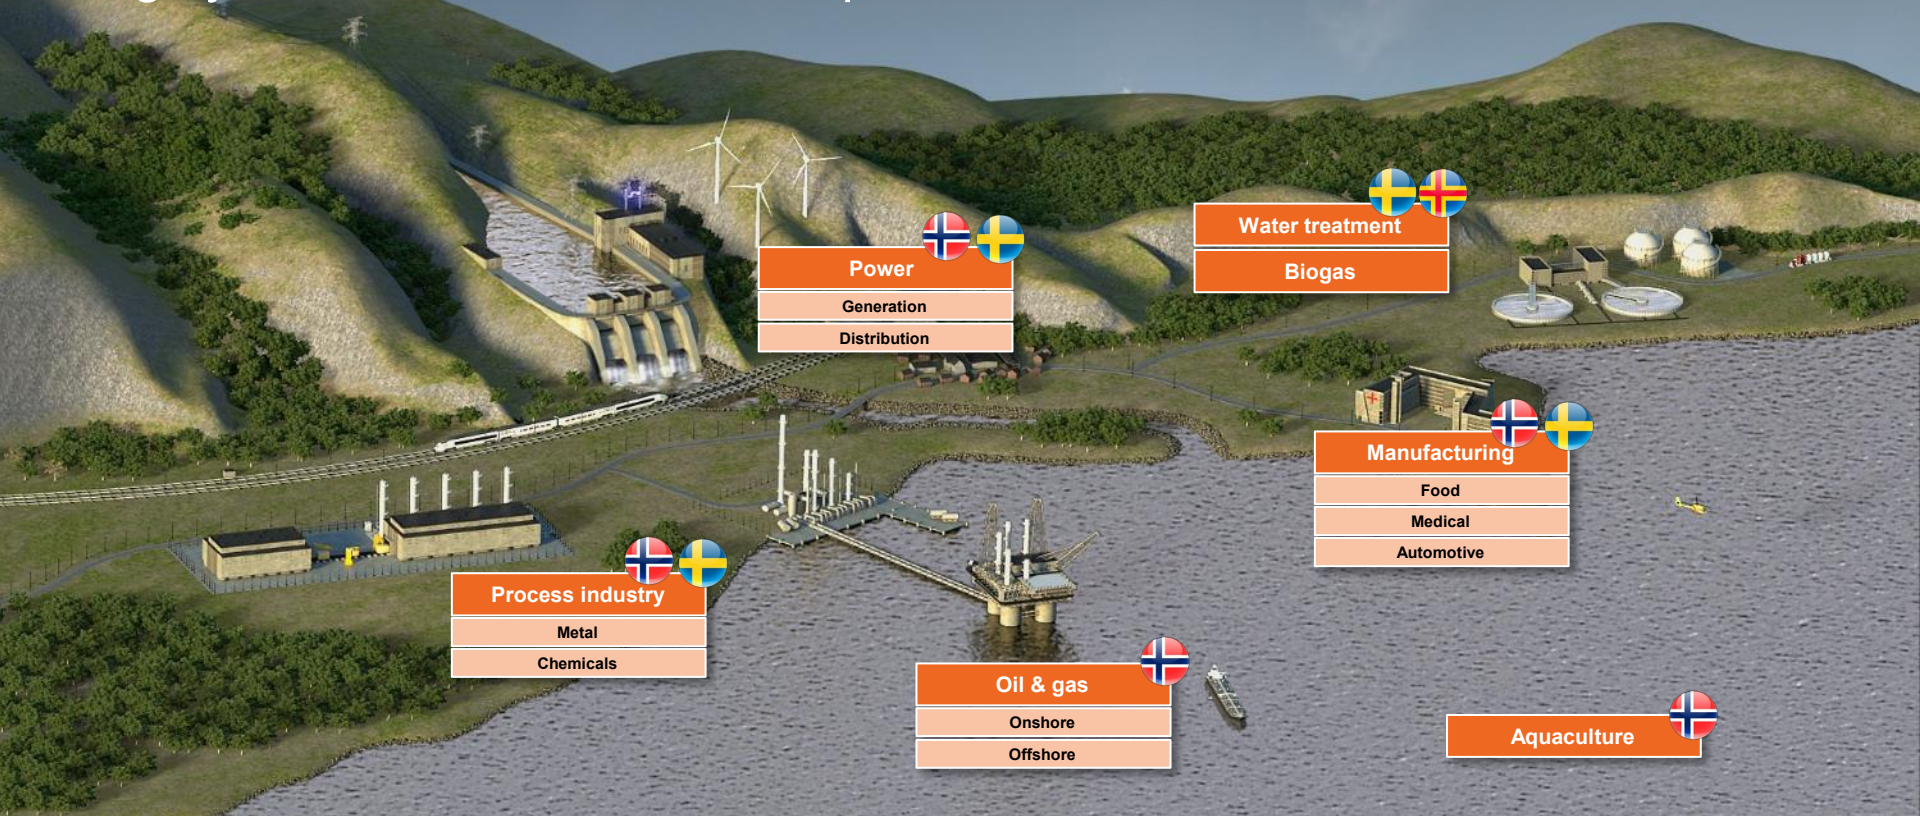 Water treatment
Biogas
Power
Generation
Distribution
Manufacturing
Food
Medical
Automotive
Process industry
Metal
Chemicals
Oil & gas
Onshore
Offshore
Aquaculture